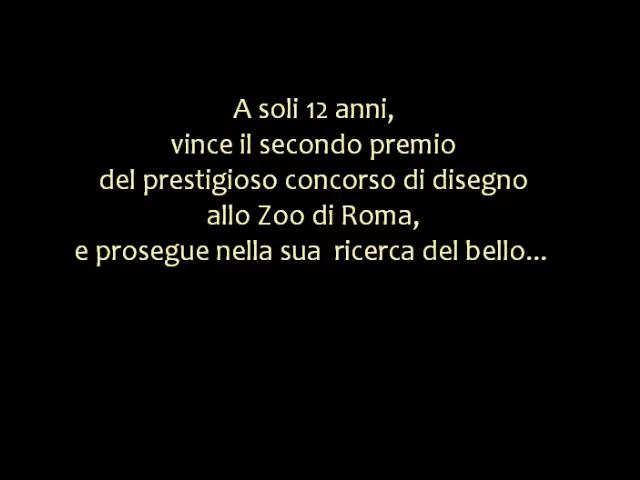 A soli 12 anni,
vince il secondo premio
del prestigioso concorso di disegno
allo Zoo di Roma,
e prosegue nella sua  ricerca del bello...